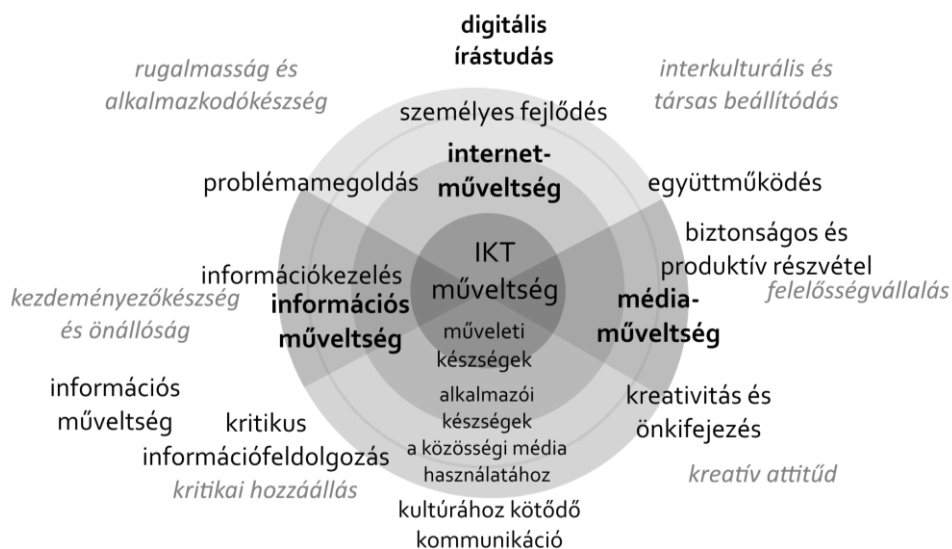 digitális
írástudás
rugalmasság és
alkalmazkodókészség
interkulturális és
társas beállítódás
személyes fejlődés
internet-
műveltség
problémamegoldás
együttműködés
biztonságos és
produktív részvétel
IKT
műveltség
információkezelés
információs
műveltség
média-
műveltség
felelősségvállalás
kezdeményezőkészség
és önállóság
műveleti
készségek
információs
műveltség
alkalmazói
készségek
kreativitás és
önkifejezés
kritikus
információfeldolgozás
a közösségi média
használatához
kritikai hozzáállás
kreatív attitűd
kultúrához kötődő
kommunikáció